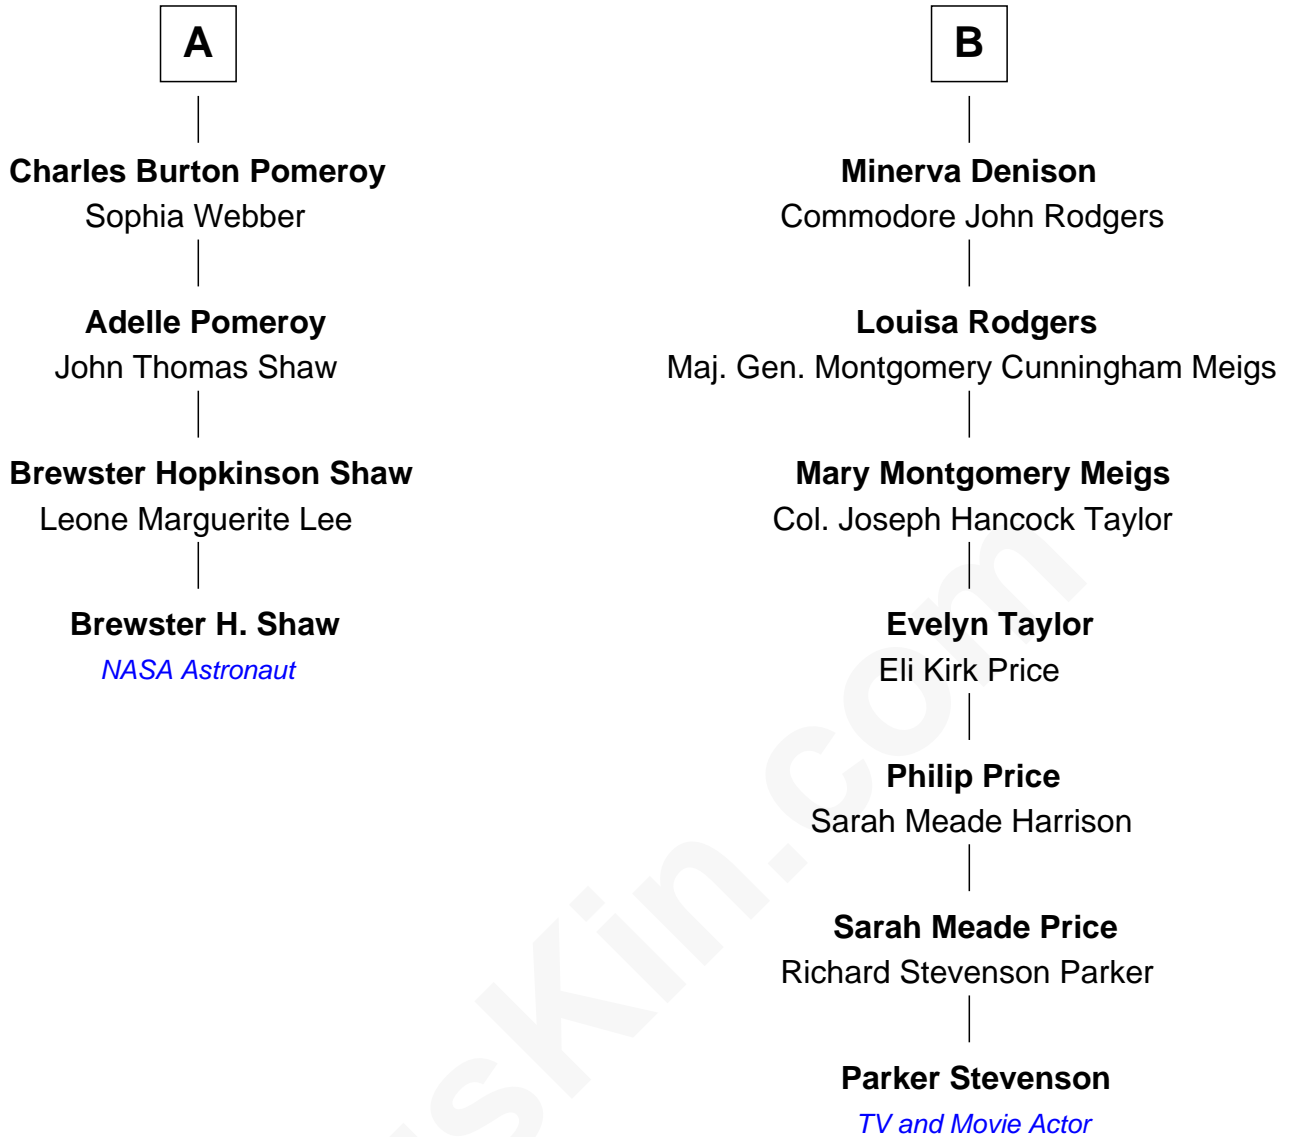 A
Charles Burton Pomeroy
Sophia Webber
Adelle Pomeroy
John Thomas Shaw
Brewster Hopkinson Shaw
Leone Marguerite Lee
Brewster H. Shaw
NASA Astronaut
B
Minerva Denison
Commodore John Rodgers
Louisa Rodgers
Maj. Gen. Montgomery Cunningham Meigs
Mary Montgomery Meigs
Col. Joseph Hancock Taylor
Evelyn Taylor
Eli Kirk Price
Philip Price
Sarah Meade Harrison
Sarah Meade Price
Richard Stevenson Parker
Parker Stevenson
TV and Movie Actor